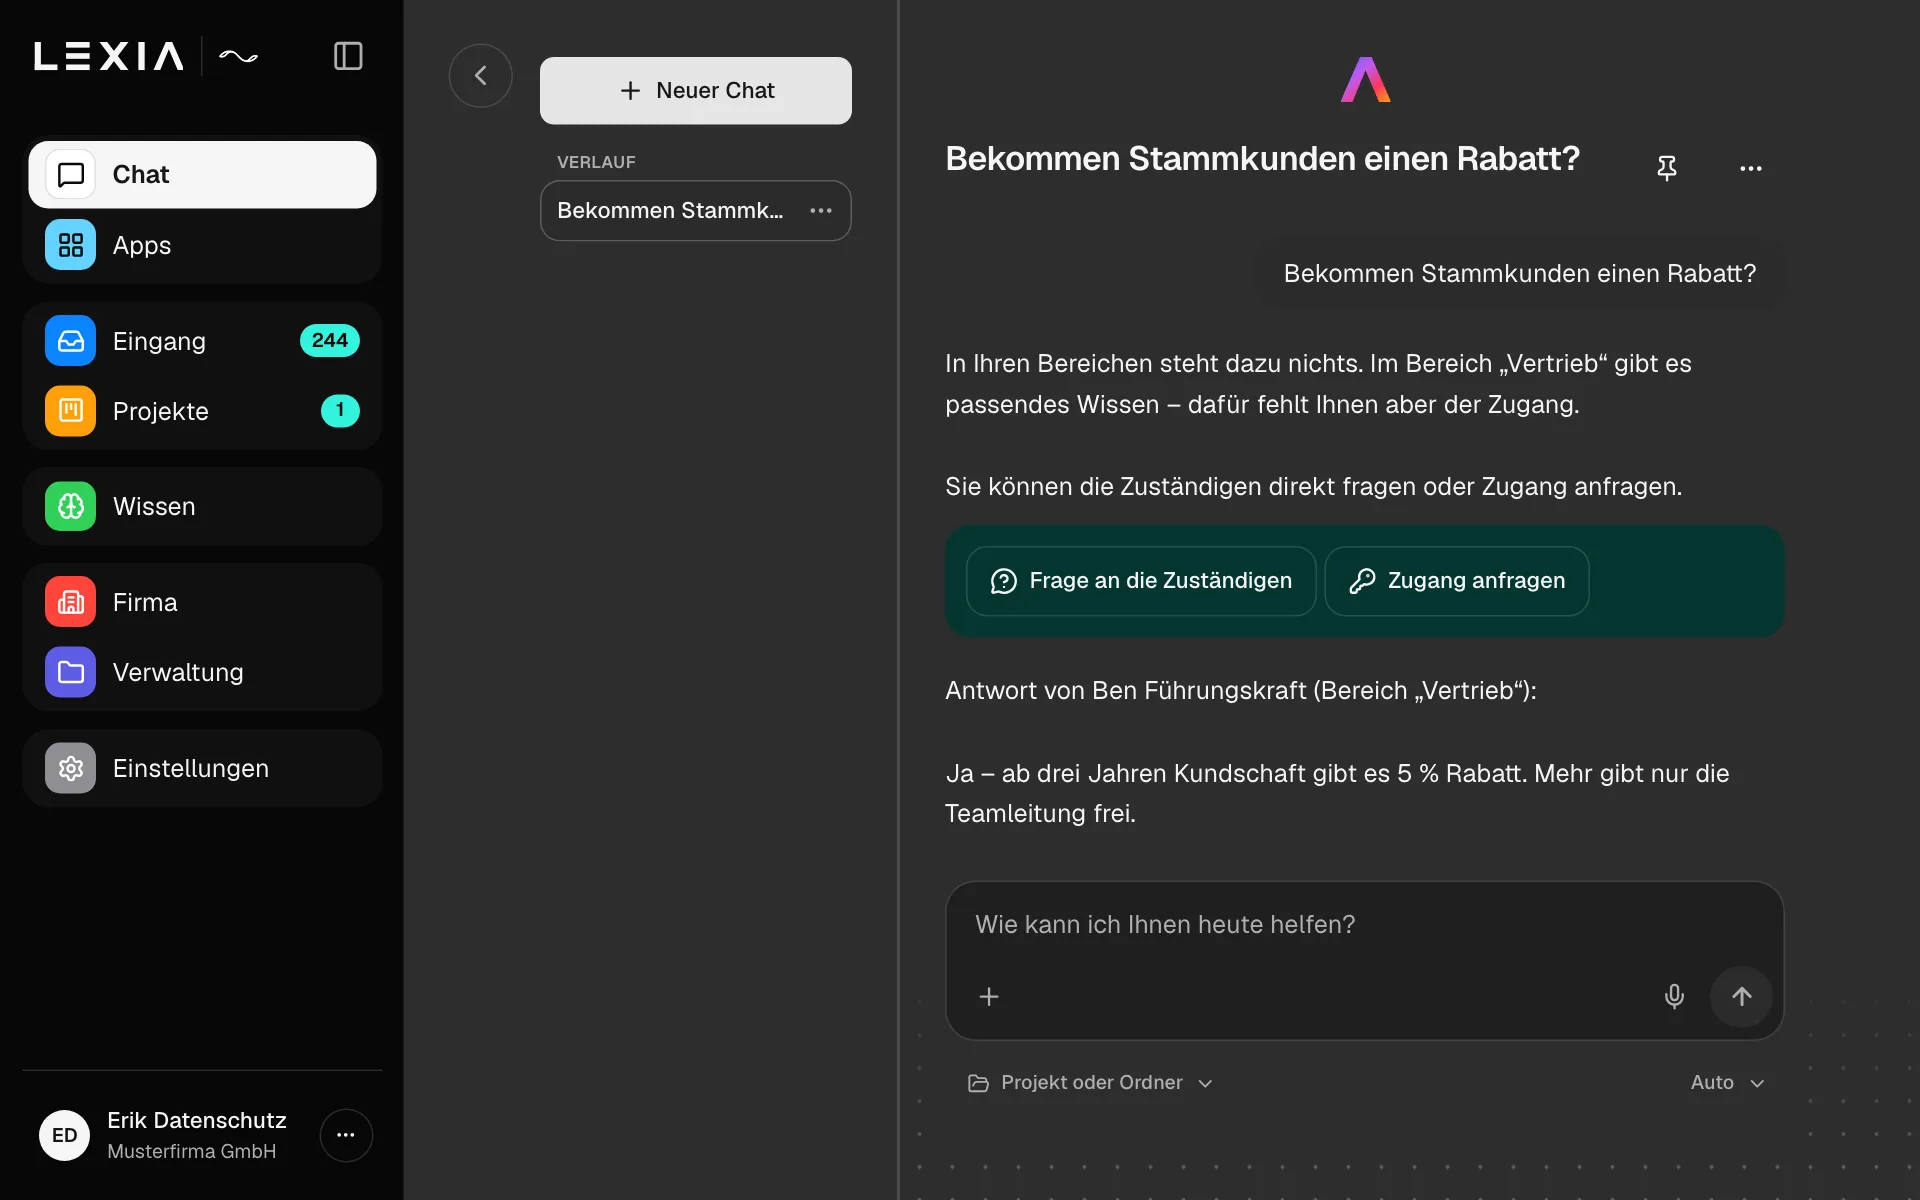 LEXIA
Chat
Apps
Eingang 244
Projekte 1
Wissen
Firma
Verwaltung
Einstellungen
ED
Erik Datenschutz
Musterfirma GmbH
Neuer Chat
VERLAUF
Bekommen Stammk...
Bekommen Stammkunden einen Rabatt?
Bekommen Stammkunden einen Rabatt?
In Ihren Bereichen steht dazu nichts. Im Bereich „Vertrieb“ gibt es
passendes Wissen – dafür fehlt Ihnen aber der Zugang.
Sie können die Zuständigen direkt fragen oder Zugang anfragen.
Frage an die Zuständigen
Zugang anfragen
Antwort von Ben Führungskraft (Bereich „Vertrieb“):
Ja – ab drei Jahren Kundschaft gibt es 5 % Rabatt. Mehr gibt nur die
Teamleitung frei.
Wie kann ich Ihnen heute helfen?
Projekt oder Ordner
Auto